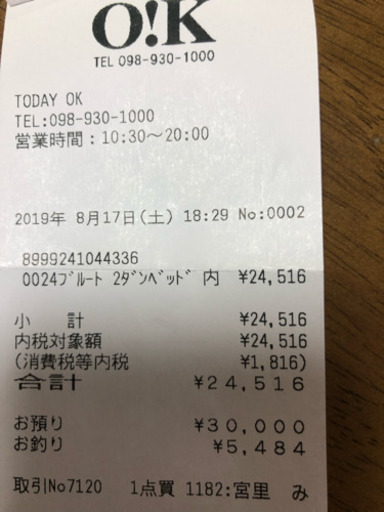 O!K
TEL 098-930-1000
TODAY OK
TEL:098-930-1000
営業時間：10:30～20:00
2019年 8月17日(土) 18:29 No:0002
8999241044336
0024ﾌﾞﾙｰﾄ 2ﾀﾞﾝﾍﾞｯﾄﾞ 内 ¥24,516
小 計 ¥24,516
内税対象額 ¥24,516
(消費税等内税 ¥1,816)
合計 ¥24,516
お預り ¥30,000
お釣り ¥5,484
取引No7120 1点買 1182:宮里 み